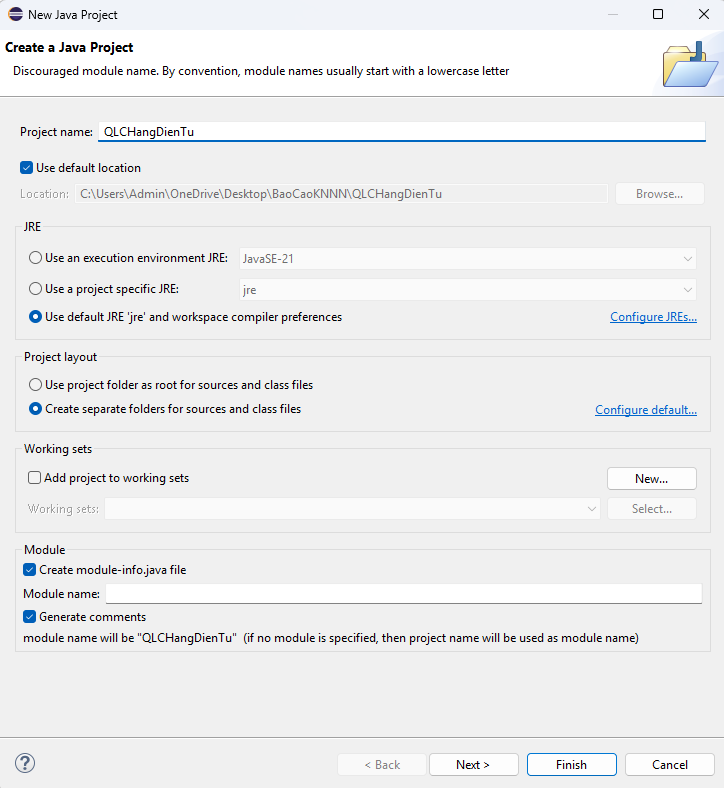 New Java Project
Create a Java Project
Discouraged module name. By convention, module names usually start with a lowercase letter
Project name: QLCHangDienTu
Use default location
Location: C:\Users\Admin\OneDrive\Desktop\BaoCaoKNNN\QLCHangDienTu Browse...
JRE
Use an execution environment JRE: JavaSE-21
Use a project specific JRE: jre
Use default JRE 'jre' and workspace compiler preferences Configure JREs...
Project layout
Use project folder as root for sources and class files
Create separate folders for sources and class files Configure default...
Working sets
Add project to working sets New...
Working sets: Select...
Module
Create module-info.java file
Module name:
Generate comments
module name will be "QLCHangDienTu" (if no module is specified, then project name will be used as module name)
? < Back Next > Finish Cancel